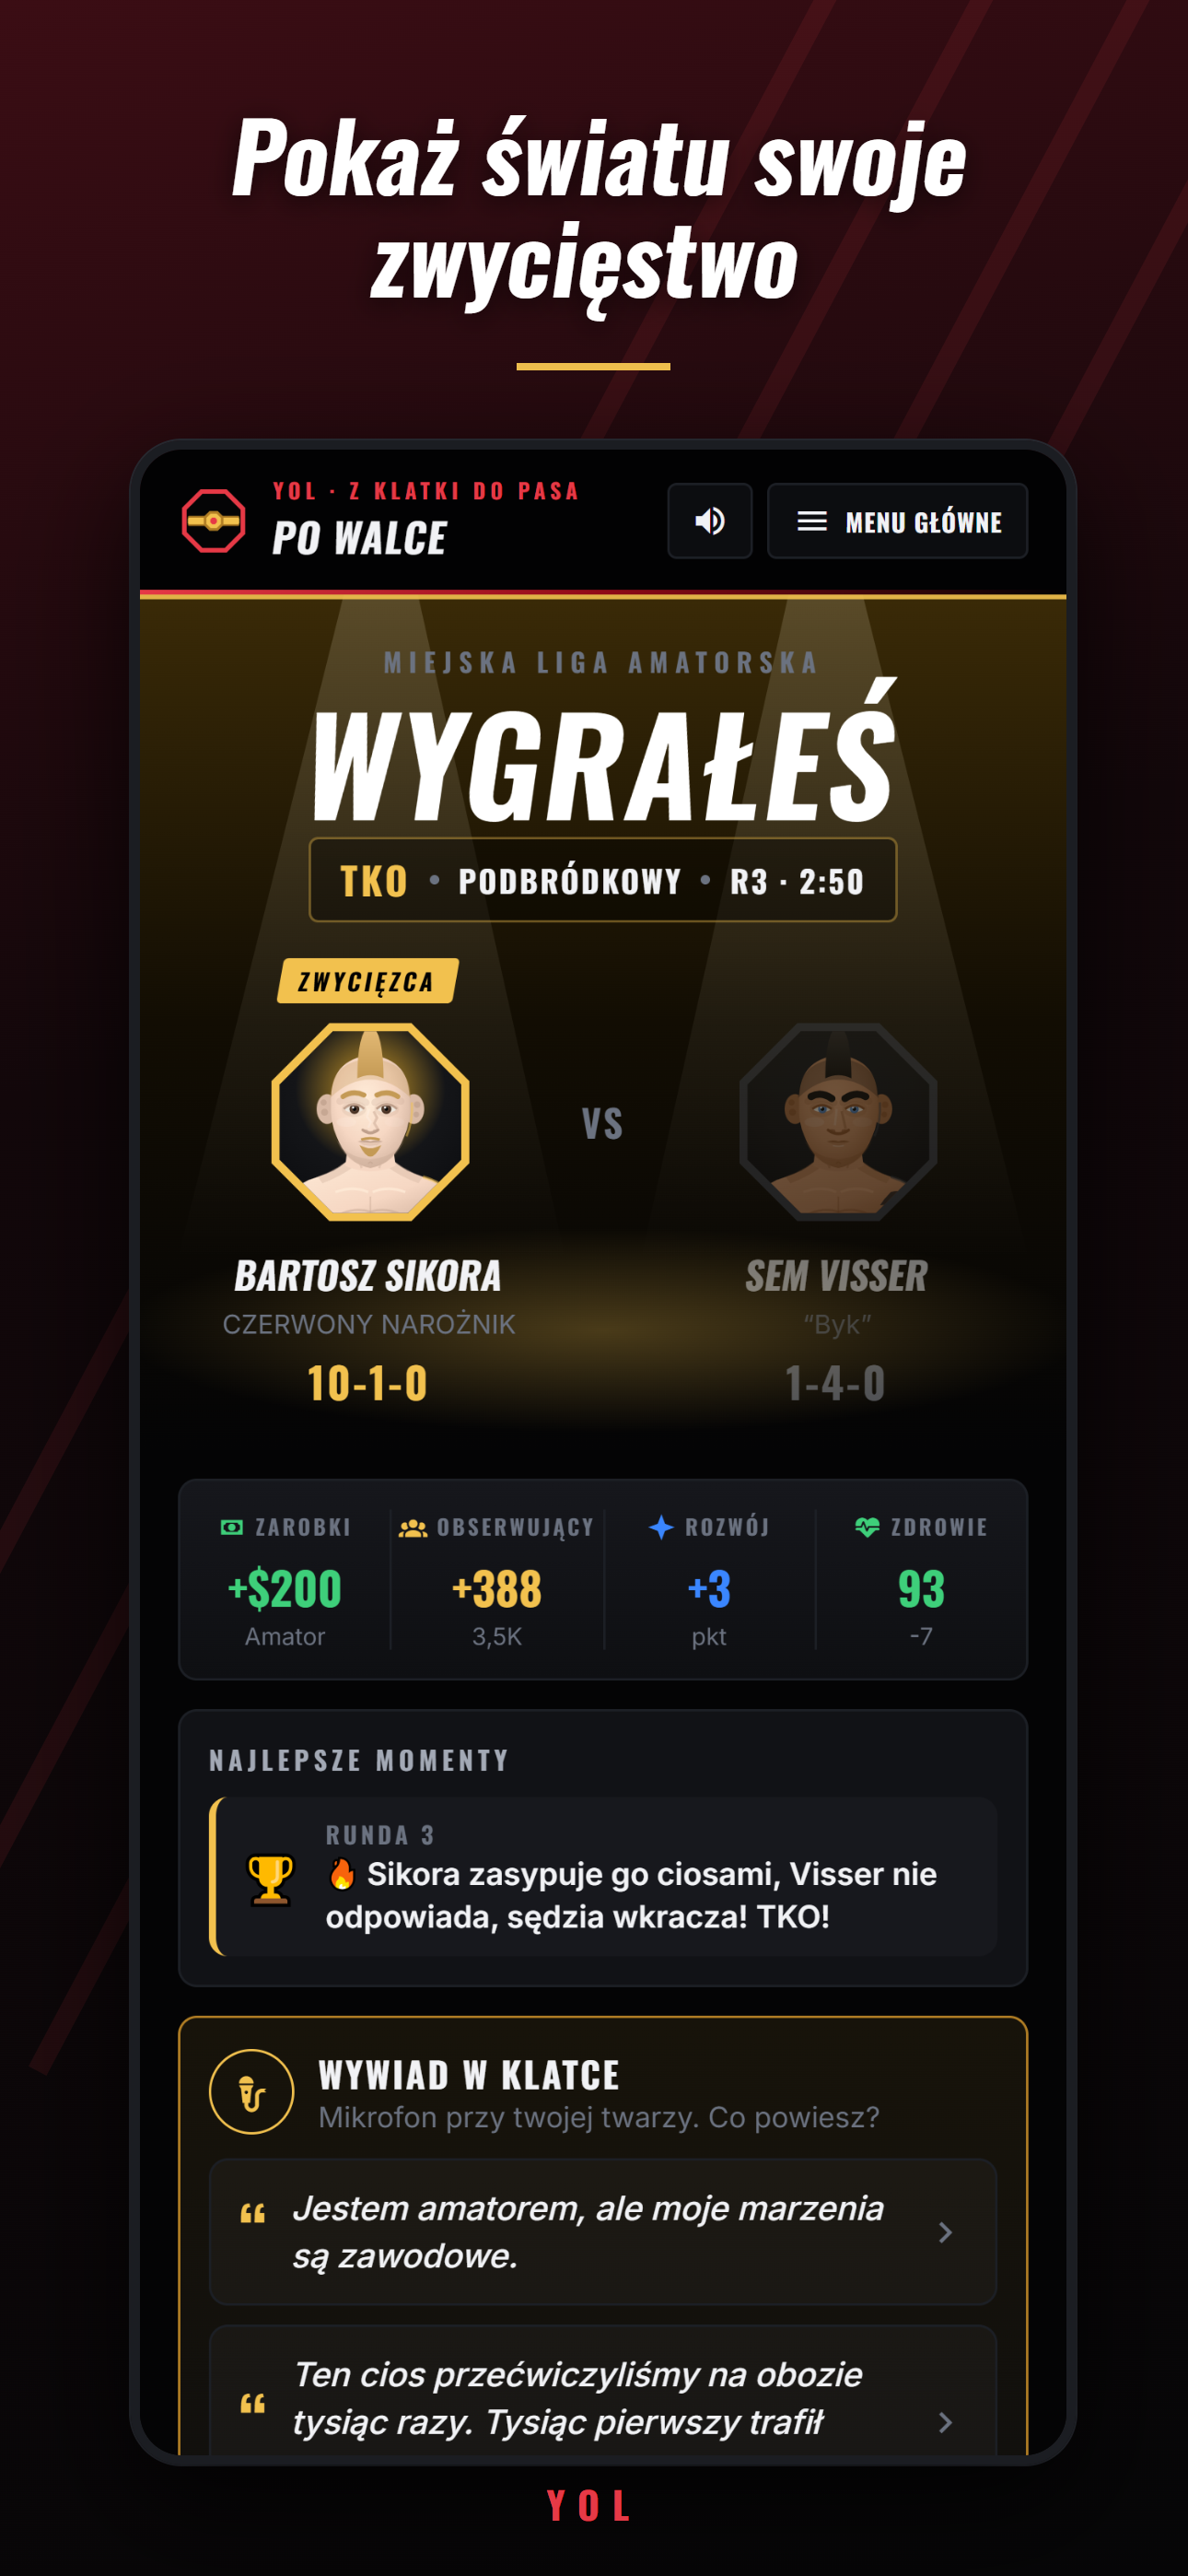 Pokaż światu swoje
zwycięstwo
YOL · Z KLATKI DO PASA
PO WALCE
MENU GŁÓWNE
MIEJSKA LIGA AMATORSKA
WYGRAŁEŚ
TKO • PODBRÓDKOWY • R3 · 2:50
ZWYCIĘZCA
VS
BARTOSZ SIKORA
CZERWONY NAROŻNIK
10-1-0
SEM VISSER
“Byk”
1-4-0
ZAROBKI
+$200
Amator
OBSERWUJĄCY
+388
3,5K
ROZWÓJ
+3
pkt
ZDROWIE
93
-7
NAJLEPSZE MOMENTY
RUNDA 3
🔥 Sikora zasypuje go ciosami, Visser nie
odpowiada, sędzia wkracza! TKO!
WYWIAD W KLATCE
Mikrofon przy twojej twarzy. Co powiesz?
“ Jestem amatorem, ale moje marzenia
są zawodowe.
“ Ten cios przećwiczyliśmy na obozie
tysiąc razy. Tysiąc pierwszy trafił
YOL